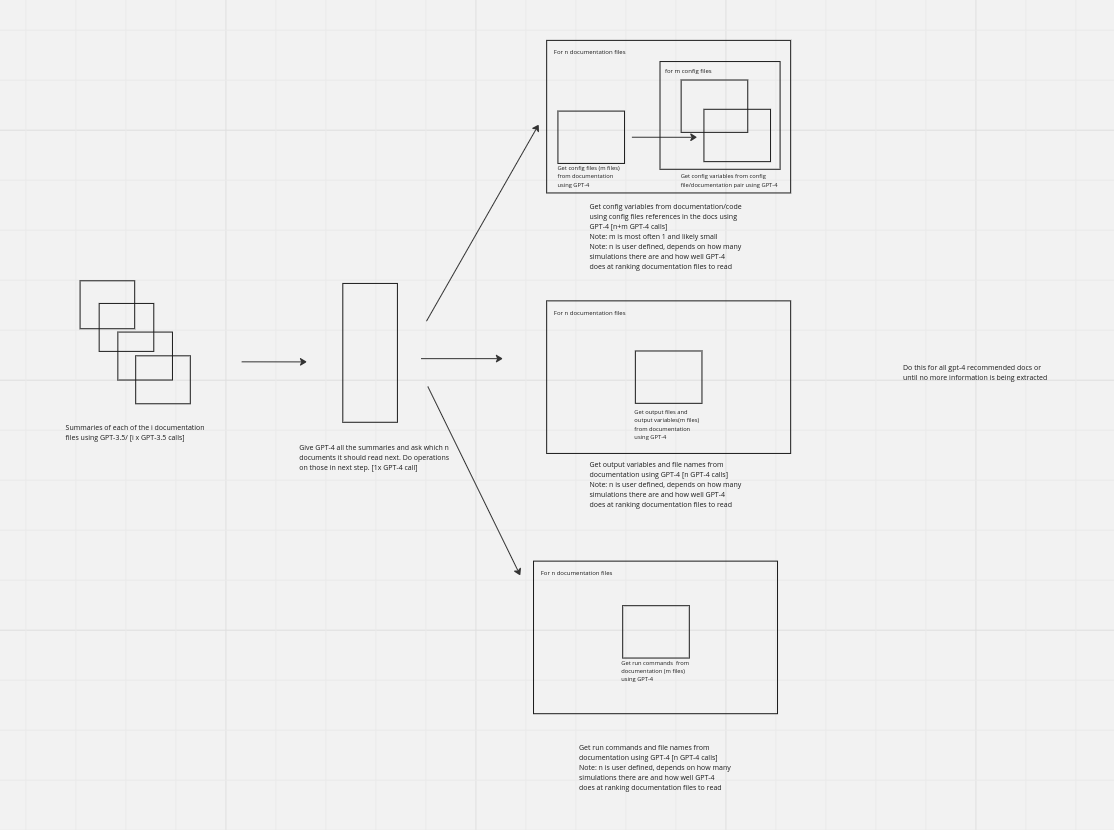 For n documentation files
for m config files
Get config files (m files)
from documentation
using GPT-4
Get config variables from config
file/documentation pair using GPT-4
Get config variables from documentation/code
using config files references in the docs using
GPT-4 [n+m GPT-4 calls]
Note: m is most often 1 and likely small
Note: n is user defined, depends on how many
simulations there are and how well GPT-4
does at ranking documentation files to read
Summaries of each of the i documentation
files using GPT-3.5/ [i x GPT-3.5 calls]
Give GPT-4 all the summaries and ask which n
documents it should read next. Do operations
on those in next step. [1x GPT-4 call]
For n documentation files
Get output files and
output variables(m files)
from documentation
using GPT-4
Get output variables and file names from
documentation using GPT-4 [n GPT-4 calls]
Note: n is user defined, depends on how many
simulations there are and how well GPT-4
does at ranking documentation files to read
Do this for all gpt-4 recommended docs or
until no more information is being extracted
For n documentation files
Get run commands from
documentation (m files)
using GPT-4
Get run commands and file names from
documentation using GPT-4 [n GPT-4 calls]
Note: n is user defined, depends on how many
simulations there are and how well GPT-4
does at ranking documentation files to read